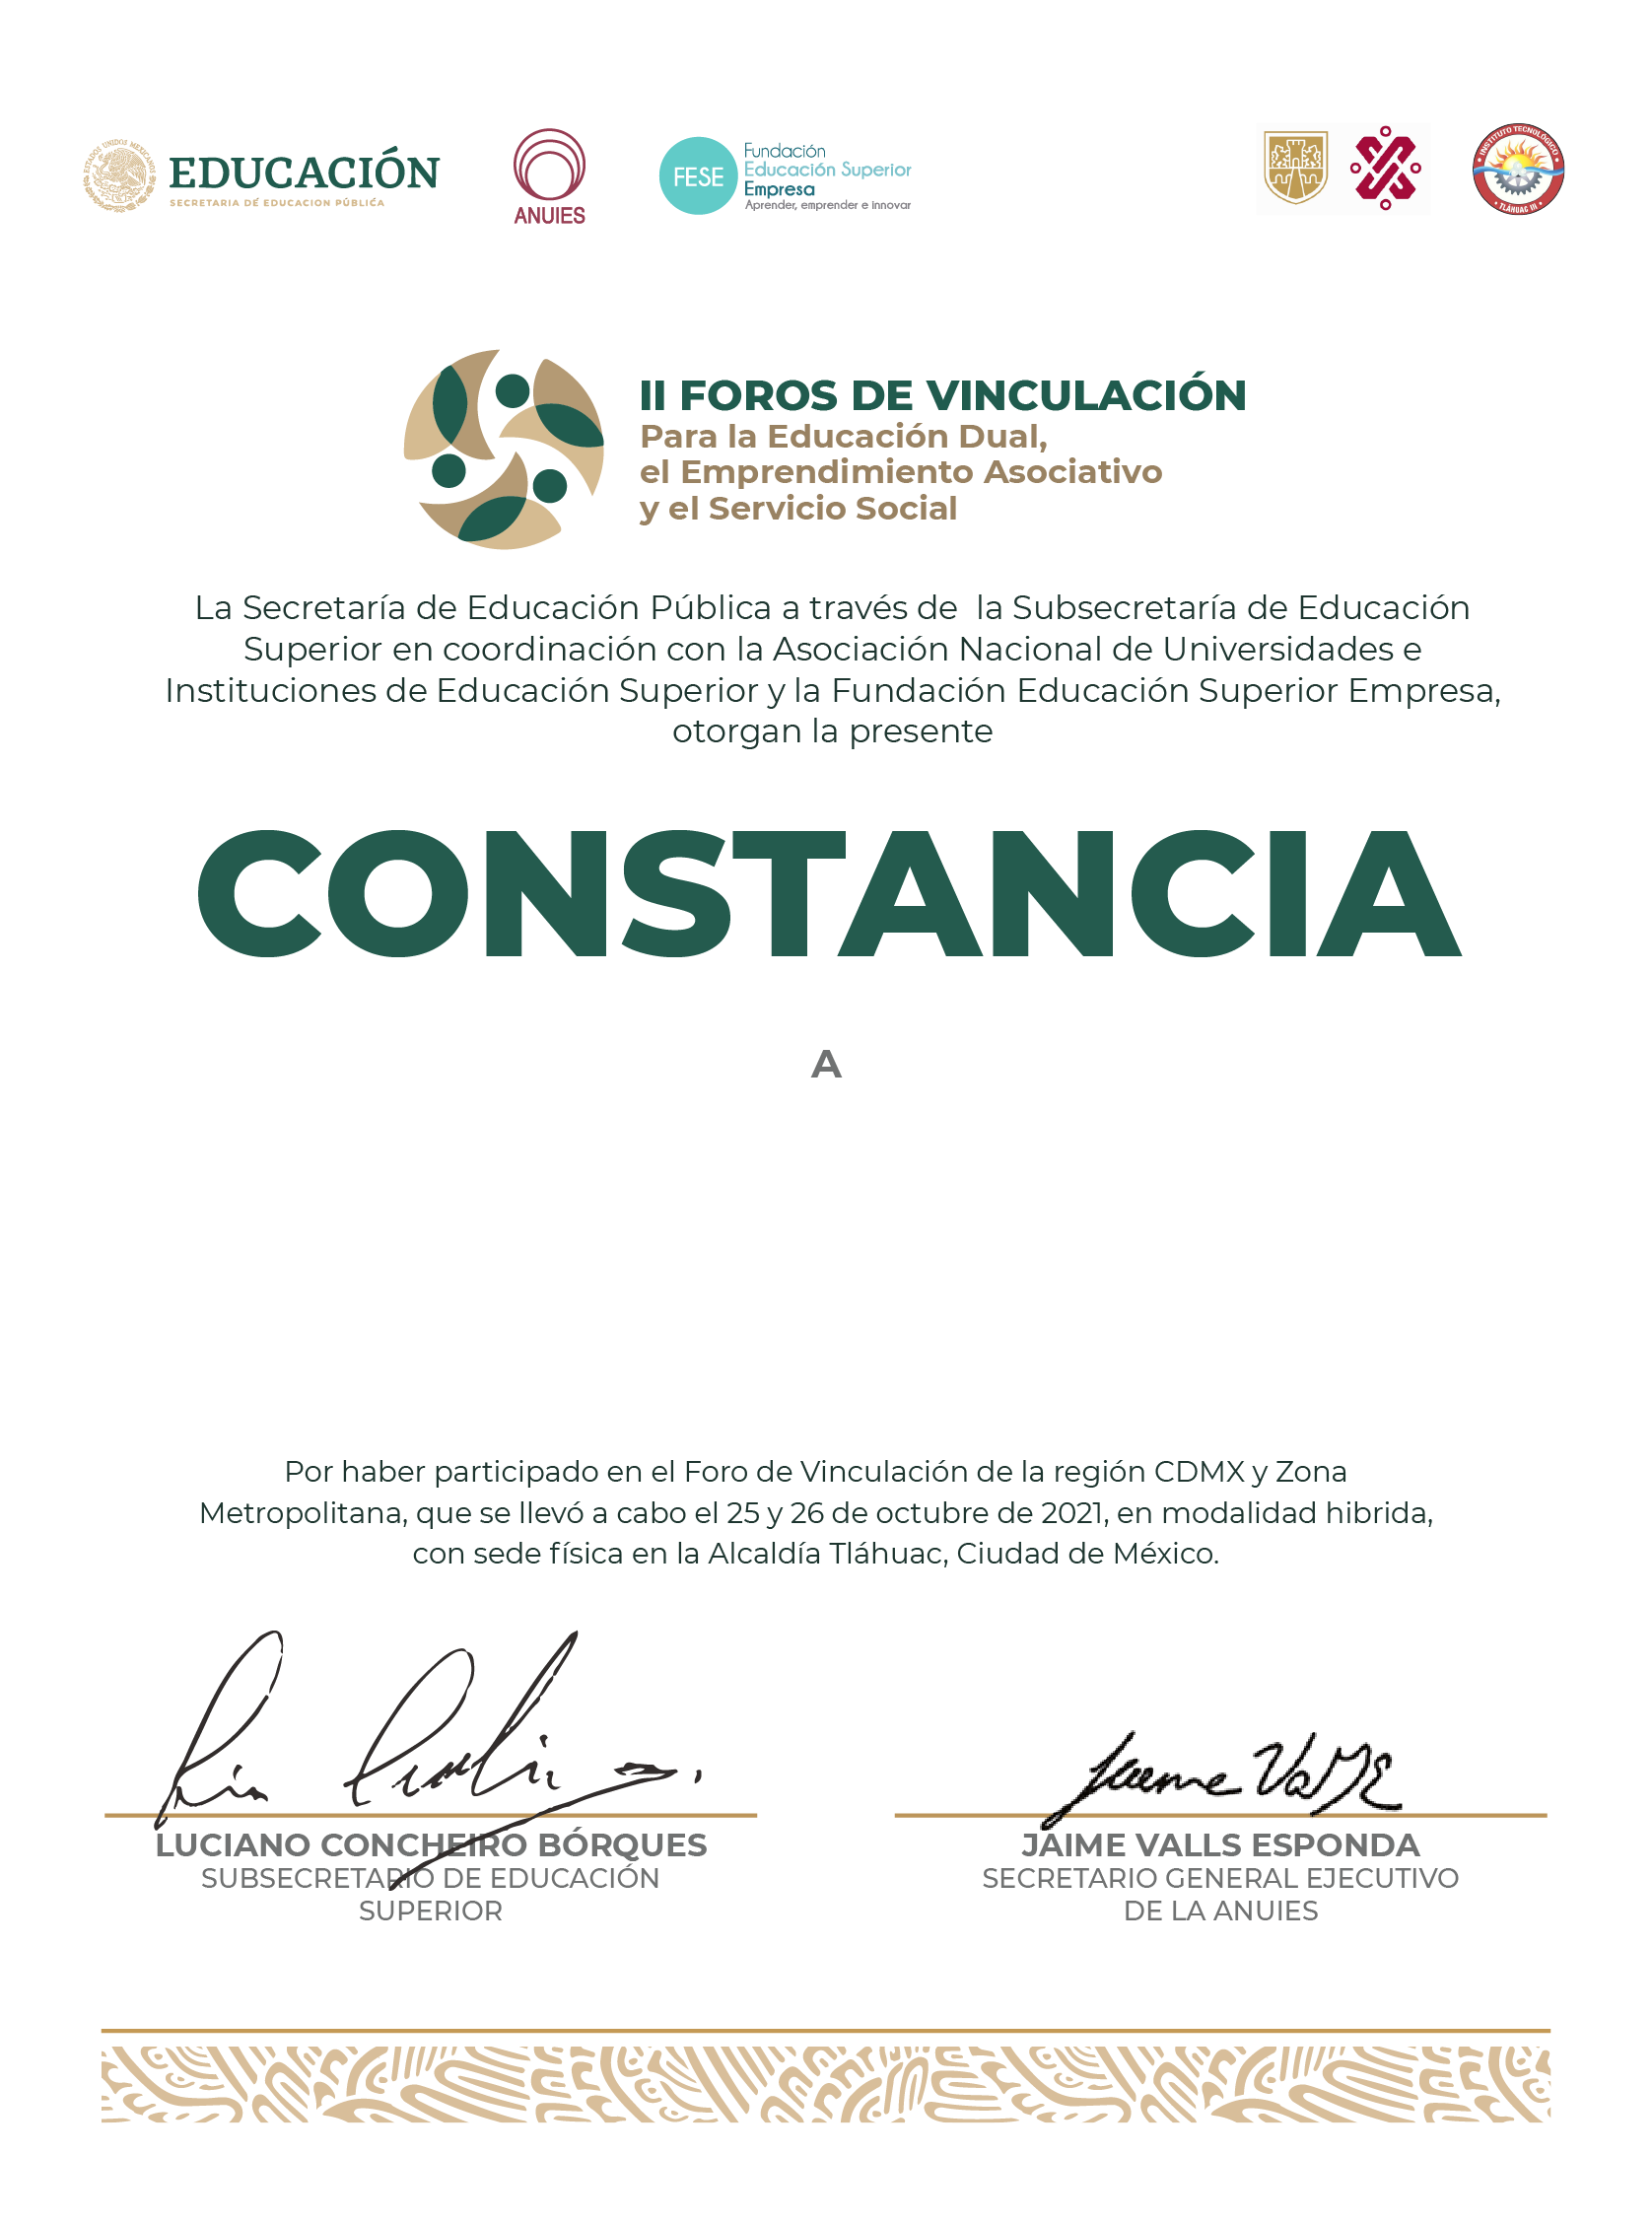 ESTADOS UNIDOS MEXICANOS
EDUCACIÓN
SECRETARIA DE EDUCACION PÚBLICA
ANUIES
FESE
Fundación
Educación Superior
Empresa
Aprender, emprender e innovar
INSTITUTO TECNOLÓGICO
TLÁHUAC III
II FOROS DE VINCULACIÓN
Para la Educación Dual,
el Emprendimiento Asociativo
y el Servicio Social
La Secretaría de Educación Pública a través de la Subsecretaría de Educación
Superior en coordinación con la Asociación Nacional de Universidades e
Instituciones de Educación Superior y la Fundación Educación Superior Empresa,
otorgan la presente
CONSTANCIA
A
Por haber participado en el Foro de Vinculación de la región CDMX y Zona
Metropolitana, que se llevó a cabo el 25 y 26 de octubre de 2021, en modalidad hibrida,
con sede física en la Alcaldía Tláhuac, Ciudad de México.
LUCIANO CONCHEIRO BÓRQUES
SUBSECRETARIO DE EDUCACIÓN
SUPERIOR
JAIME VALLS ESPONDA
SECRETARIO GENERAL EJECUTIVO
DE LA ANUIES